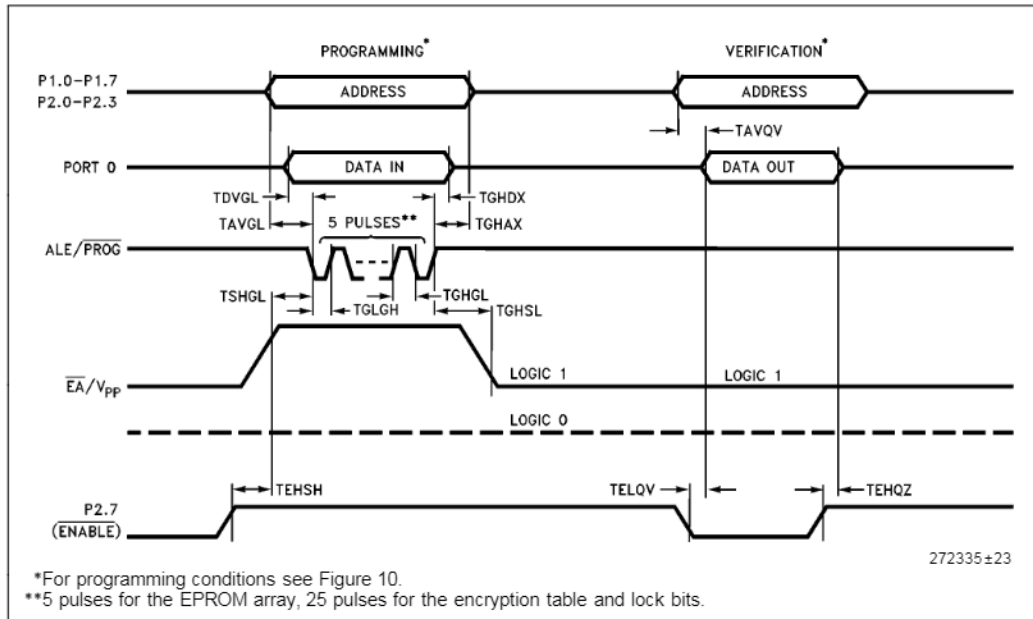 PROGRAMMING*
VERIFICATION*
P1.0-P1.7
P2.0-P2.3
ADDRESS
ADDRESS
TAVQV
PORT 0
DATA IN
DATA OUT
TDVGL
TGHDX
TAVGL
5 PULSES**
TGHAX
ALE/PROG
TSHGL
TGLGH
TGHGL
TGHSL
EA/VPP
LOGIC 1
LOGIC 1
LOGIC 0
TEHSH
TELQV
TEHQZ
P2.7
(ENABLE)
272335±23
*For programming conditions see Figure 10.
**5 pulses for the EPROM array, 25 pulses for the encryption table and lock bits.